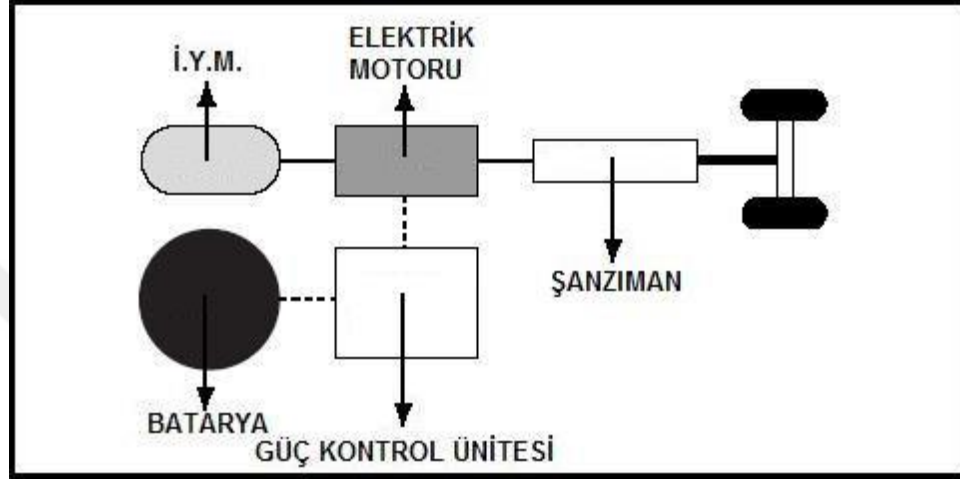 İ.Y.M.
ELEKTRİK
MOTORU
ŞANZIMAN
BATARYA
GÜÇ KONTROL ÜNİTESİ